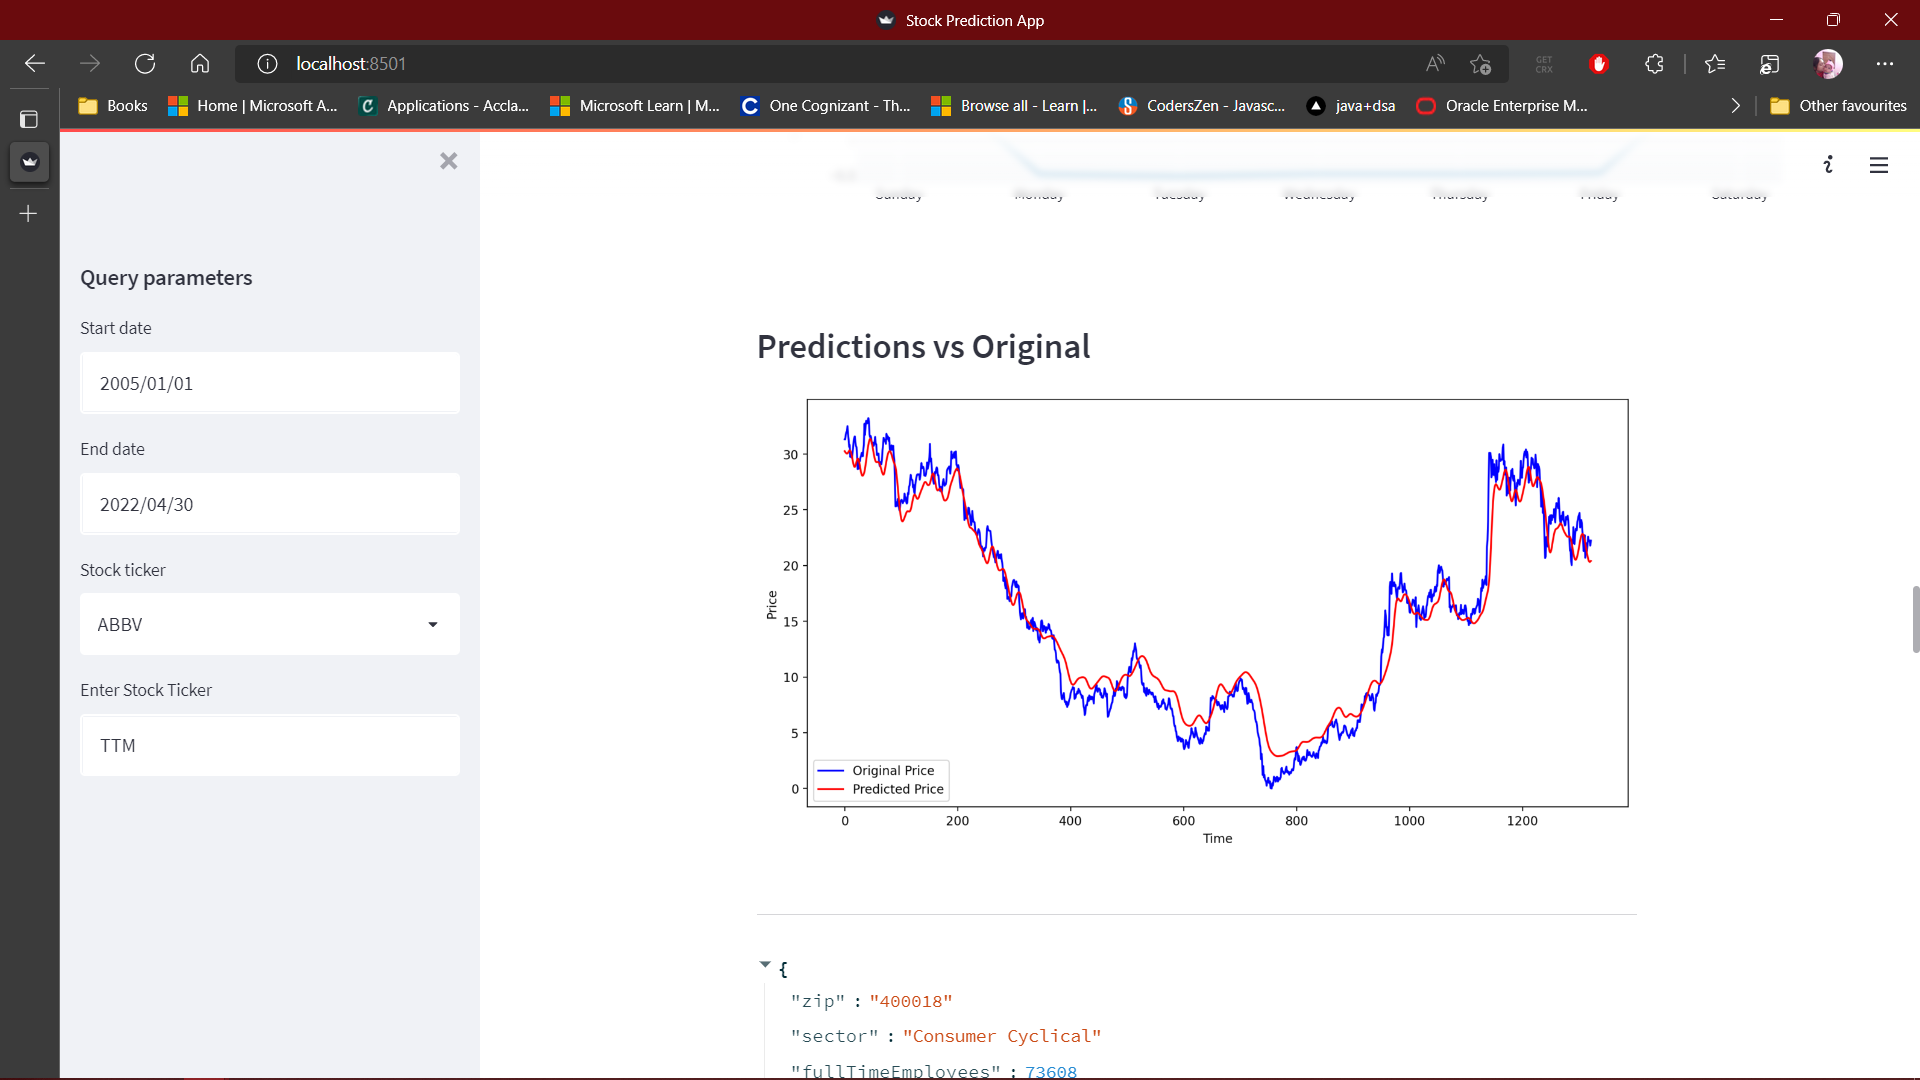 Stock Prediction App
localhost:8501
GET CRX
Books
Home | Microsoft A...
Applications - Accla...
Microsoft Learn | M...
One Cognizant - Th...
Browse all - Learn |...
CodersZen - Javasc...
java+dsa
Oracle Enterprise M...
Other favourites
Sunday Monday Tuesday Wednesday Thursday Friday Saturday
Query parameters
Start date
2005/01/01
End date
2022/04/30
Stock ticker
ABBV
Enter Stock Ticker
TTM
Predictions vs Original
30
25
20
15
10
5
0
Price
Original Price
Predicted Price
0 200 400 600 800 1000 1200
Time
{
"zip" : "400018"
"sector" : "Consumer Cyclical"
"fullTimeEmployees" : 73608